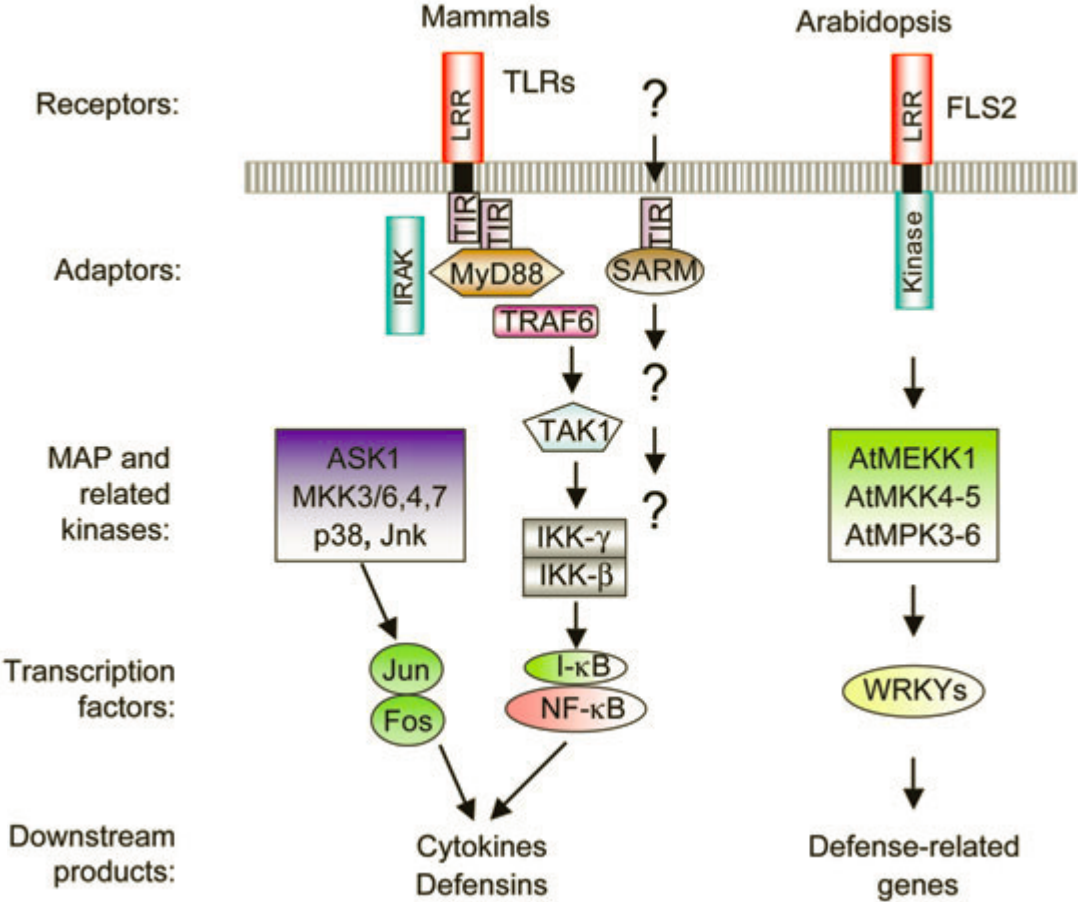 Mammals
Arabidopsis
Receptors:
LRR
TLRs
?
LRR
FLS2
TIR
TIR
TIR
Adaptors:
IRAK
MyD88
SARM
Kinase
TRAF6
?
MAP and
related
kinases:
ASK1
MKK3/6,4,7
p38, Jnk
TAK1
?
IKK-γ
IKK-β
AtMEKK1
AtMKK4-5
AtMPK3-6
Transcription
factors:
Jun
Fos
I-κB
NF-κB
WRKYs
Downstream
products:
Cytokines
Defensins
Defense-related
genes